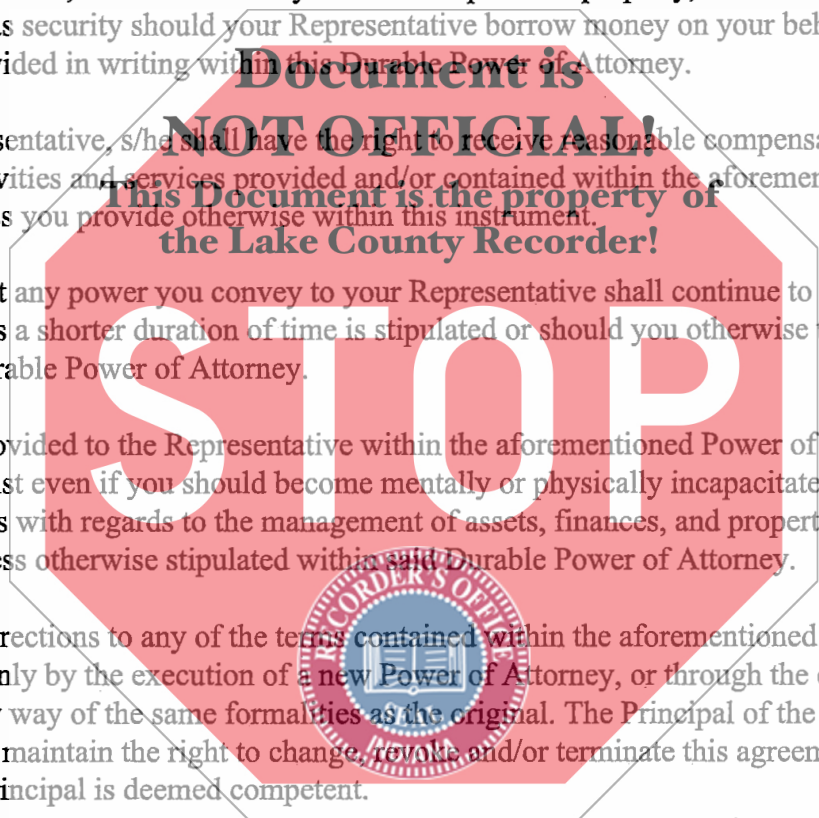 s security should your Representative borrow money on your beh
ided in writing within this Durable Power of Attorney.
Document is
sentative, s/he shall have the right to receive reasonable compensa
NOT OFFICIAL!
vities and services provided and/or contained within the aforemen
This Document is the property of
s you provide otherwise within this instrument.
the Lake County Recorder!
t any power you convey to your Representative shall continue to
s a shorter duration of time is stipulated or should you otherwise
rable Power of Attorney.
STOP
ovided to the Representative within the aforementioned Power of
st even if you should become mentally or physically incapacitate
s with regards to the management of assets, finances, and propert
ss otherwise stipulated within said Durable Power of Attorney.
RECORDER'S OFFICE
rections to any of the terms contained within the aforementioned
nly by the execution of a new Power of Attorney, or through the
SEAL
way of the same formalities as the original. The Principal of the
maintain the right to change, revoke and/or terminate this agreem
incipal is deemed competent.